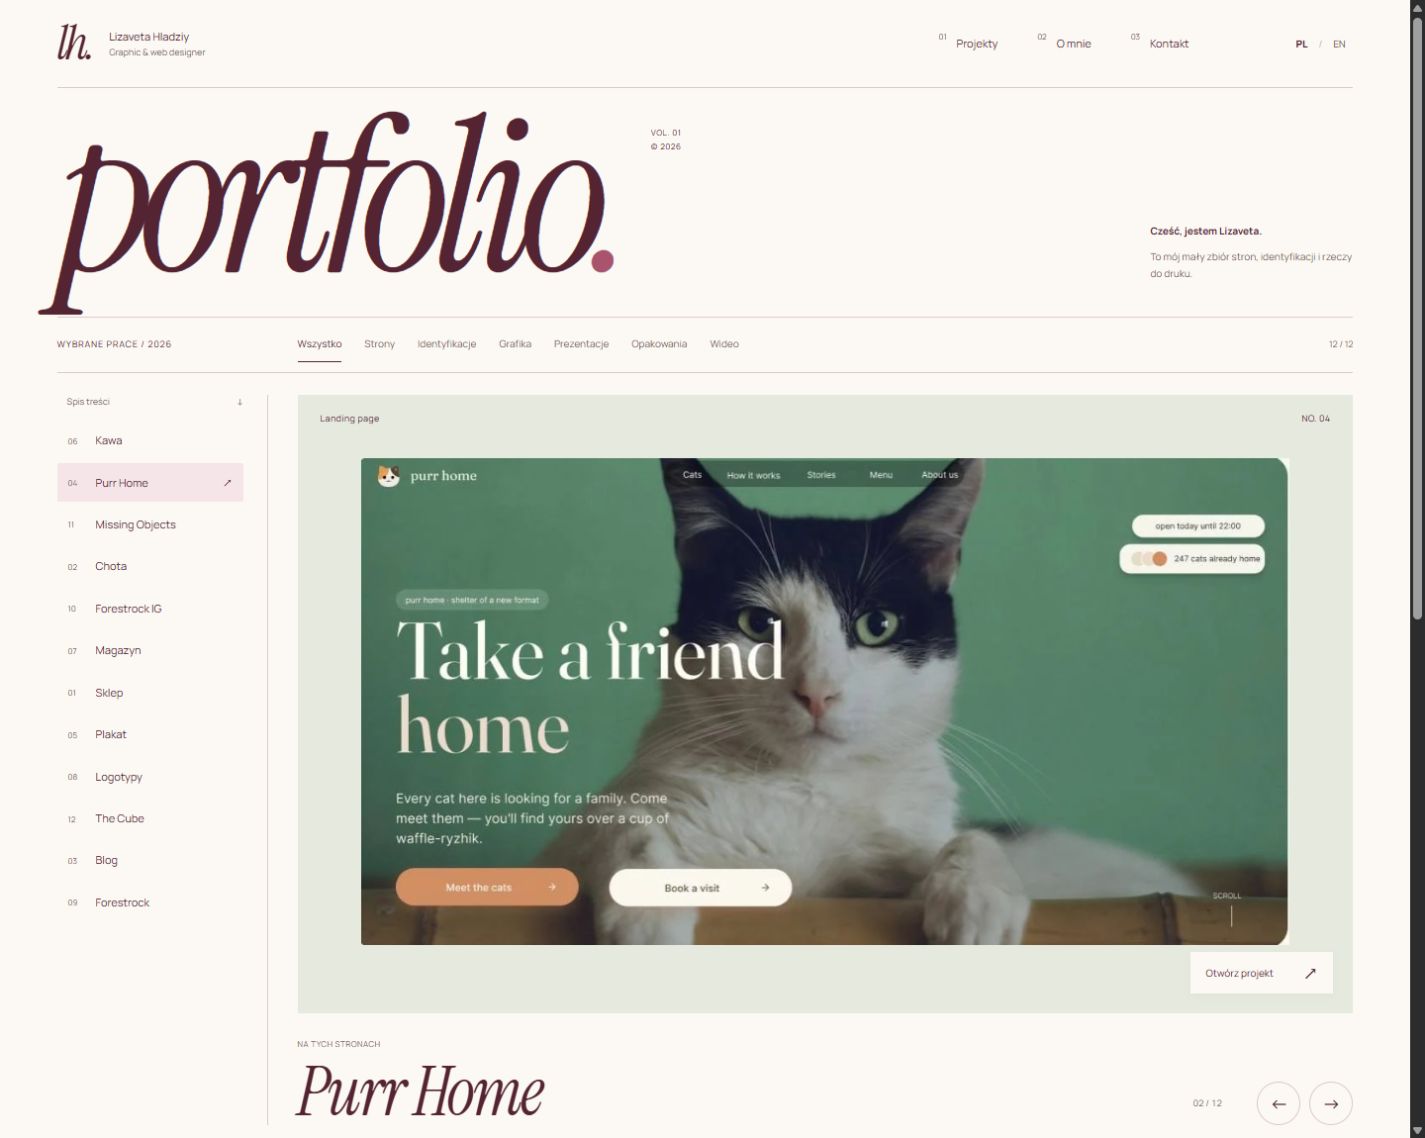 lh.
Lizaveta Hladziy
Graphic & web designer
01 Projekty
02 O mnie
03 Kontakt
PL / EN
portfolio.
VOL. 01
© 2026
Cześć, jestem Lizaveta.
To mój mały zbiór stron, identyfikacji i rzeczy
do druku.
WYBRANE PRACE / 2026
Wszystko Strony Identyfikacje Grafika Prezentacje Opakowania Wideo
12 / 12
Spis treści ↓
06 Kawa
04 Purr Home ↗
11 Missing Objects
02 Chota
10 Forestrock IG
07 Magazyn
01 Sklep
05 Plakat
08 Logotypy
12 The Cube
03 Blog
09 Forestrock
Landing page
NO. 04
purr home
Cats How it works Stories Menu About us
open today until 22:00
247 cats already home
purr home · shelter of a new format
Take a friend
home
Every cat here is looking for a family. Come
meet them — you'll find yours over a cup of
waffle-ryzhik.
Meet the cats →
Book a visit →
SCROLL
Otwórz projekt ↗
NA TYCH STRONACH
Purr Home
02 / 12
← →